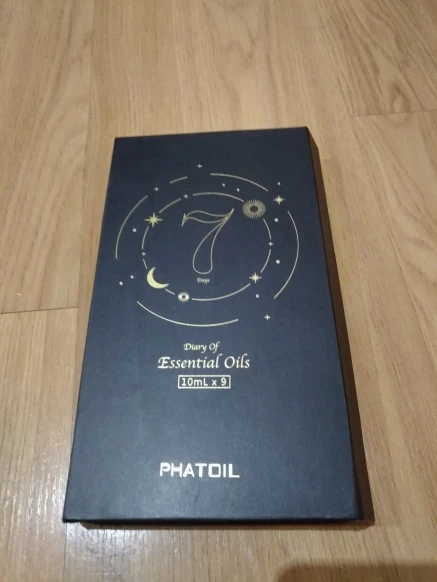 7
Days
Diary Of
Essential Oils
10mL x 9
PHATOIL